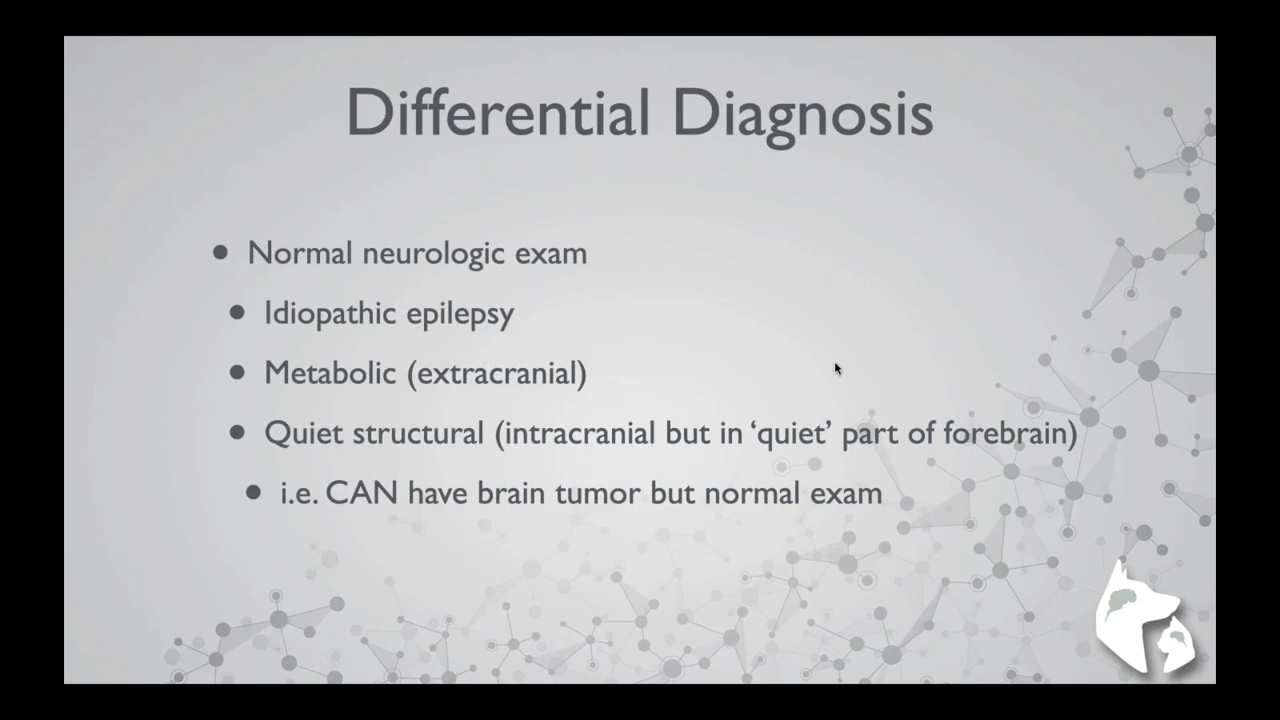 Differential Diagnosis
• Normal neurologic exam
• Idiopathic epilepsy
• Metabolic (extracranial)
• Quiet structural (intracranial but in ‘quiet’ part of forebrain)
• i.e. CAN have brain tumor but normal exam